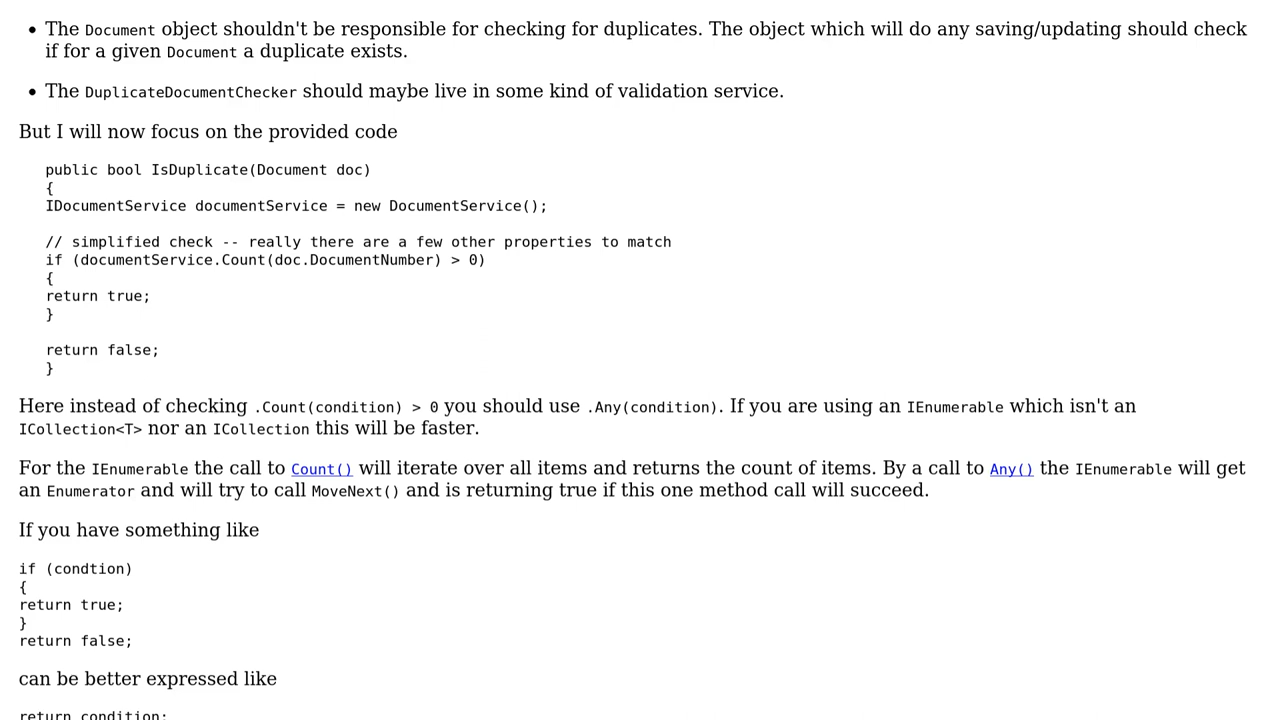 The Document object shouldn't be responsible for checking for duplicates. The object which will do any saving/updating should check
if for a given Document a duplicate exists.
The DuplicateDocumentChecker should maybe live in some kind of validation service.
But I will now focus on the provided code
public bool IsDuplicate(Document doc)
{
IDocumentService documentService = new DocumentService();
// simplified check -- really there are a few other properties to match
if (documentService.Count(doc.DocumentNumber) > 0)
{
return true;
}
return false;
}
Here instead of checking .Count(condition) > 0 you should use .Any(condition). If you are using an IEnumerable which isn't an
ICollection<T> nor an ICollection this will be faster.
For the IEnumerable the call to Count() will iterate over all items and returns the count of items. By a call to Any() the IEnumerable will get
an Enumerator and will try to call MoveNext() and is returning true if this one method call will succeed.
If you have something like
if (condtion)
{
return true;
}
return false;
can be better expressed like
return condition;